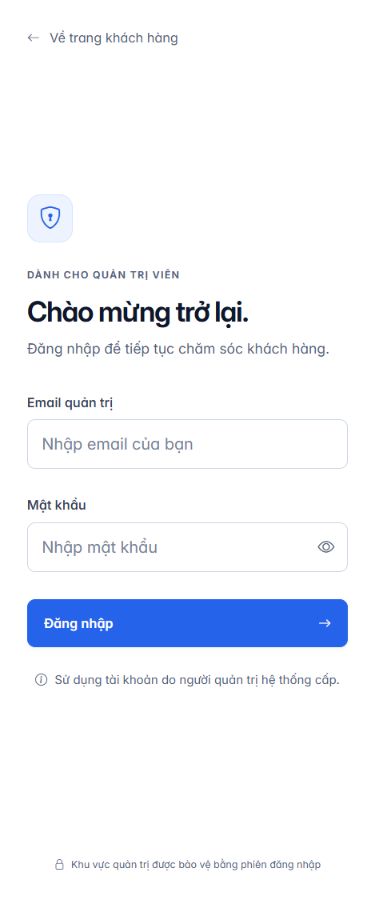 Về trang khách hàng
DÀNH CHO QUẢN TRỊ VIÊN
Chào mừng trở lại.
Đăng nhập để tiếp tục chăm sóc khách hàng.
Email quản trị
Nhập email của bạn
Mật khẩu
Nhập mật khẩu
Đăng nhập
Sử dụng tài khoản do người quản trị hệ thống cấp.
Khu vực quản trị được bảo vệ bằng phiên đăng nhập